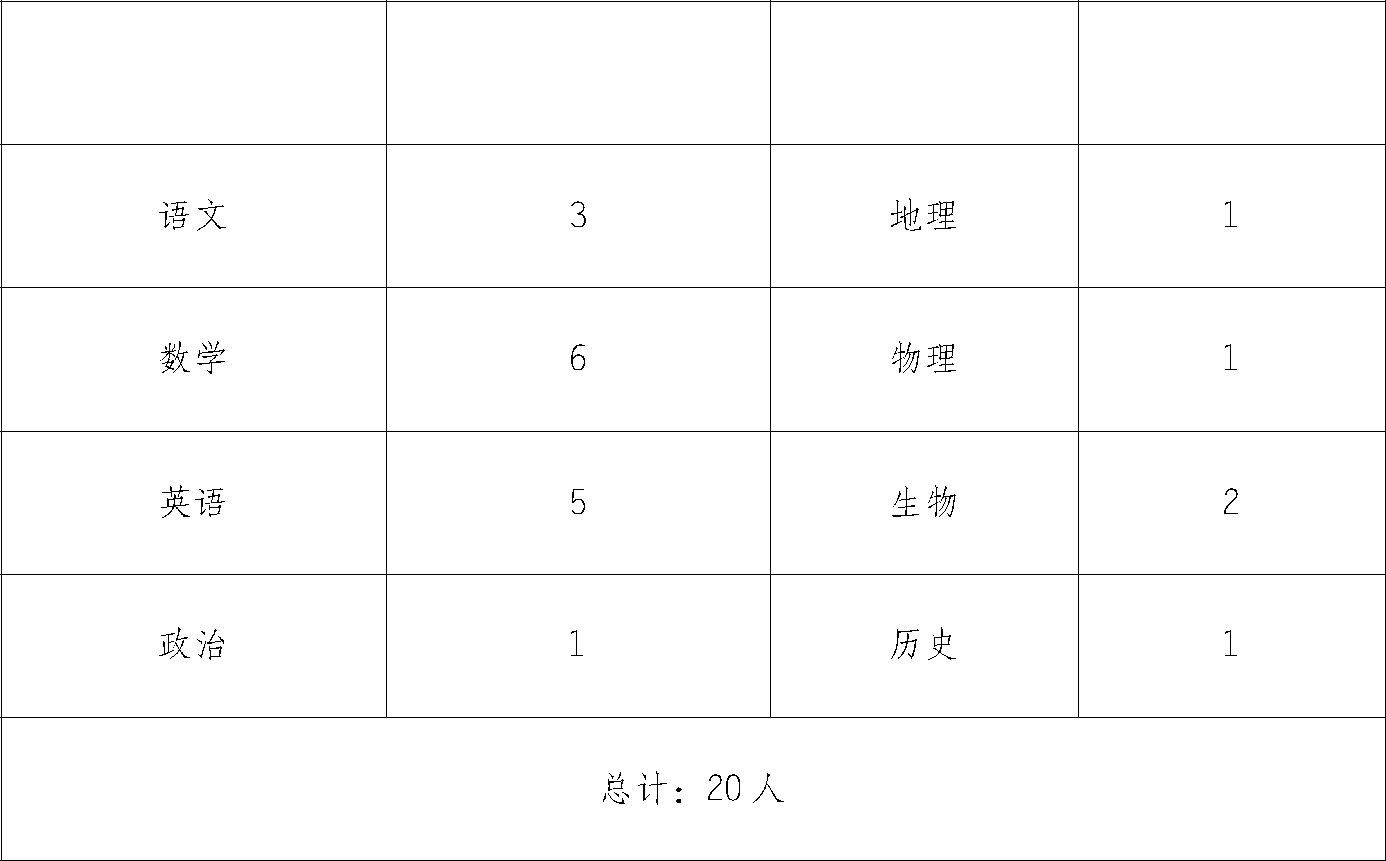 语文 3 地理 1
数学 6 物理 1
英语 5 生物 2
政治 1 历史 1
总计：20人